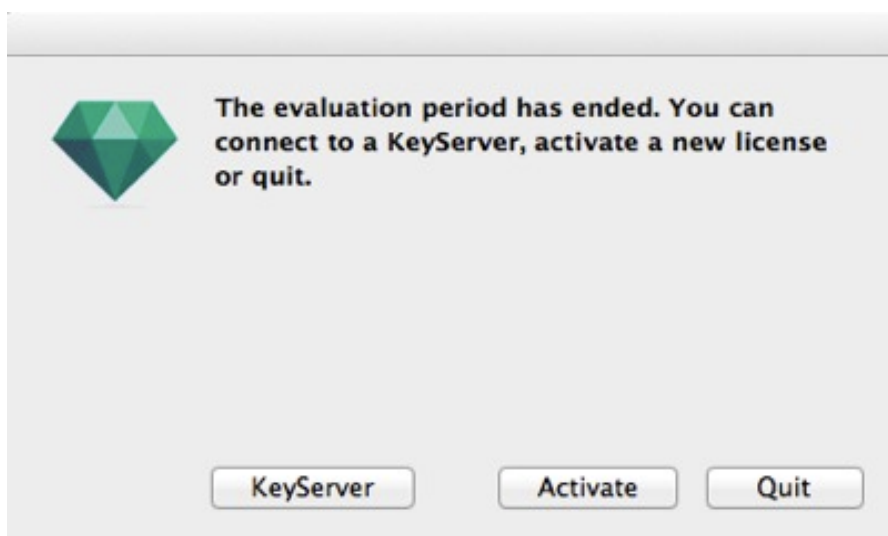 The evaluation period has ended. You can
connect to a KeyServer, activate a new license
or quit.
KeyServer
Activate
Quit